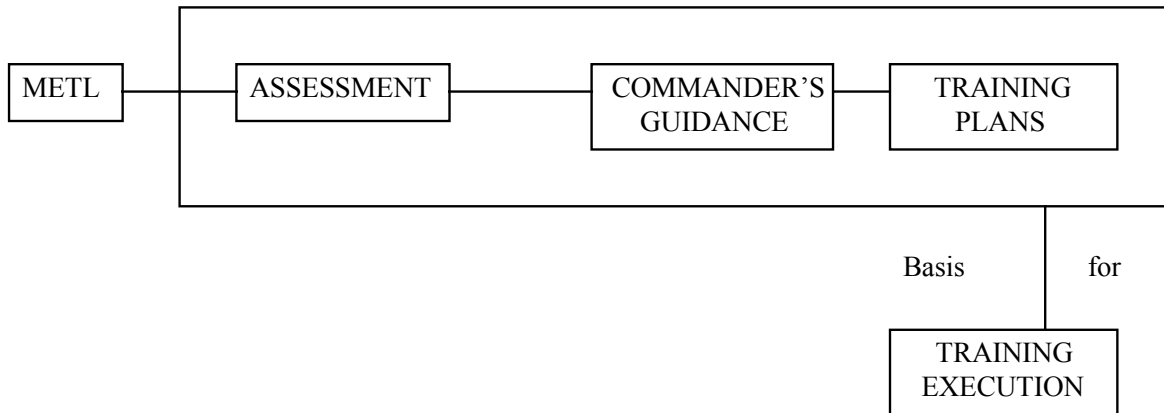 METL
ASSESSMENT
COMMANDER’S
GUIDANCE
TRAINING
PLANS
Basis for
TRAINING
EXECUTION